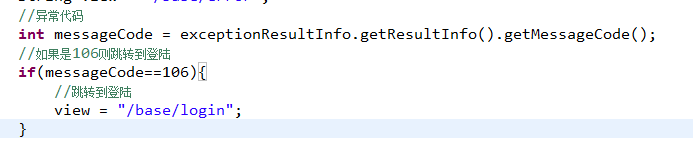 //异常代码
int messageCode = exceptionResultInfo.getResultInfo().getMessageCode();
//如果是106则跳转到登陆
if(messageCode==106){
//跳转到登陆
view = "/base/login";
}